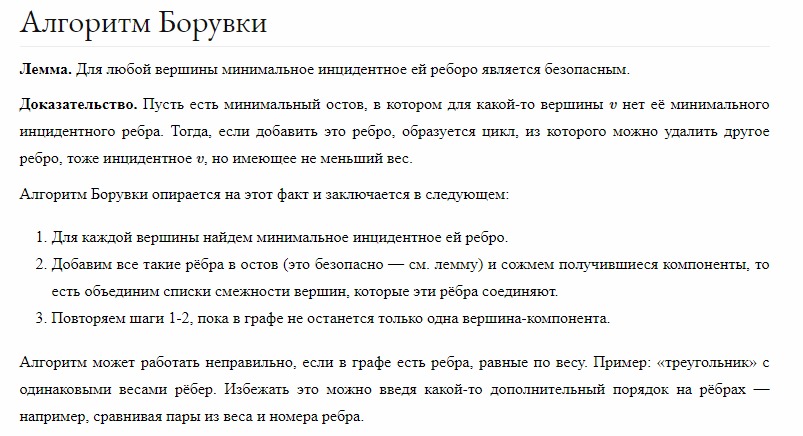 Алгоритм Борувки
Лемма. Для любой вершины минимальное инцидентное ей реборо является безопасным.
Доказательство. Пусть есть минимальный остов, в котором для какой-то вершины v нет её минимального
инцидентного ребра. Тогда, если добавить это ребро, образуется цикл, из которого можно удалить другое
ребро, тоже инцидентное v, но имеющее не меньший вес.
Алгоритм Борувки опирается на этот факт и заключается в следующем:
1. Для каждой вершины найдем минимальное инцидентное ей ребро.
2. Добавим все такие рёбра в остов (это безопасно — см. лемму) и сожмем получившиеся компоненты, то
есть объединим списки смежности вершин, которые эти рёбра соединяют.
3. Повторяем шаги 1-2, пока в графе не останется только одна вершина-компонента.
Алгоритм может работать неправильно, если в графе есть ребра, равные по весу. Пример: «треугольник» с
одинаковыми весами рёбер. Избежать это можно введя какой-то дополнительный порядок на рёбрах —
например, сравнивая пары из веса и номера ребра.